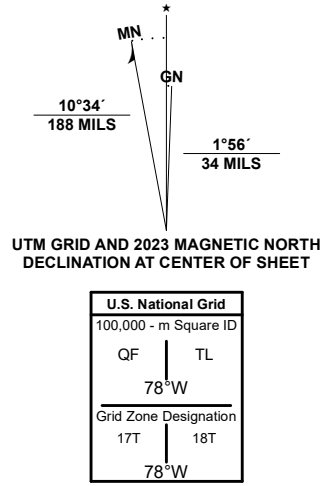 ★
MN
GN
10°34´
188 MILS
1°56´
34 MILS
UTM GRID AND 2023 MAGNETIC NORTH
DECLINATION AT CENTER OF SHEET
U.S. National Grid
100,000 - m Square ID
QF TL
78°W
Grid Zone Designation
17T 18T
78°W